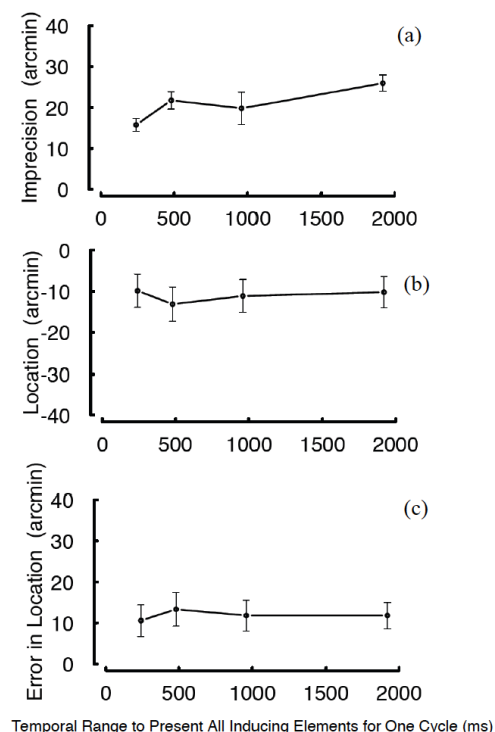 (a)
Imprecision (arcmin)
40
30
20
10
0
0 500 1000 1500 2000
(b)
Location (arcmin)
0
-10
-20
-30
-40
0 500 1000 1500 2000
(c)
Error in Location (arcmin)
40
30
20
10
0
0 500 1000 1500 2000
Temporal Range to Present All Inducing Elements for One Cycle (ms)